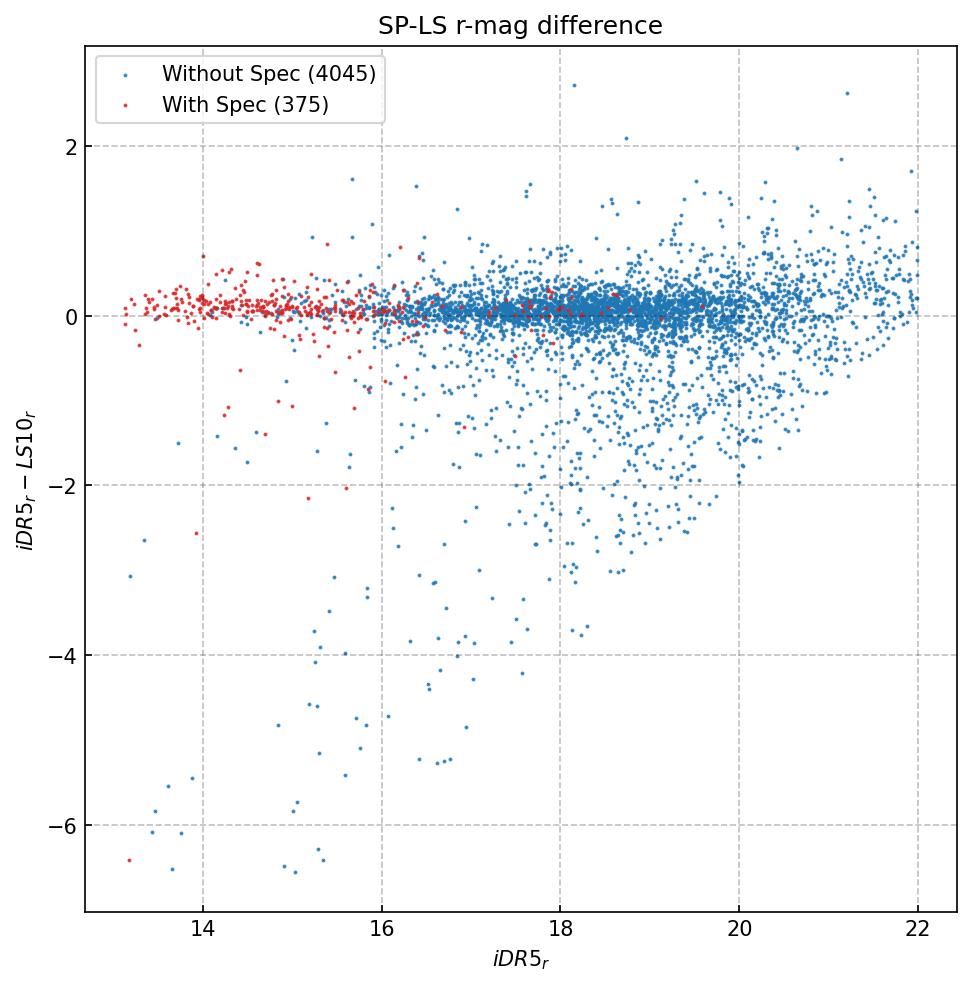 SP-LS r-mag difference
Without Spec (4045)
With Spec (375)
2
0
−2
−4
−6
iDR5r − LS10r
14 16 18 20 22
iDR5r